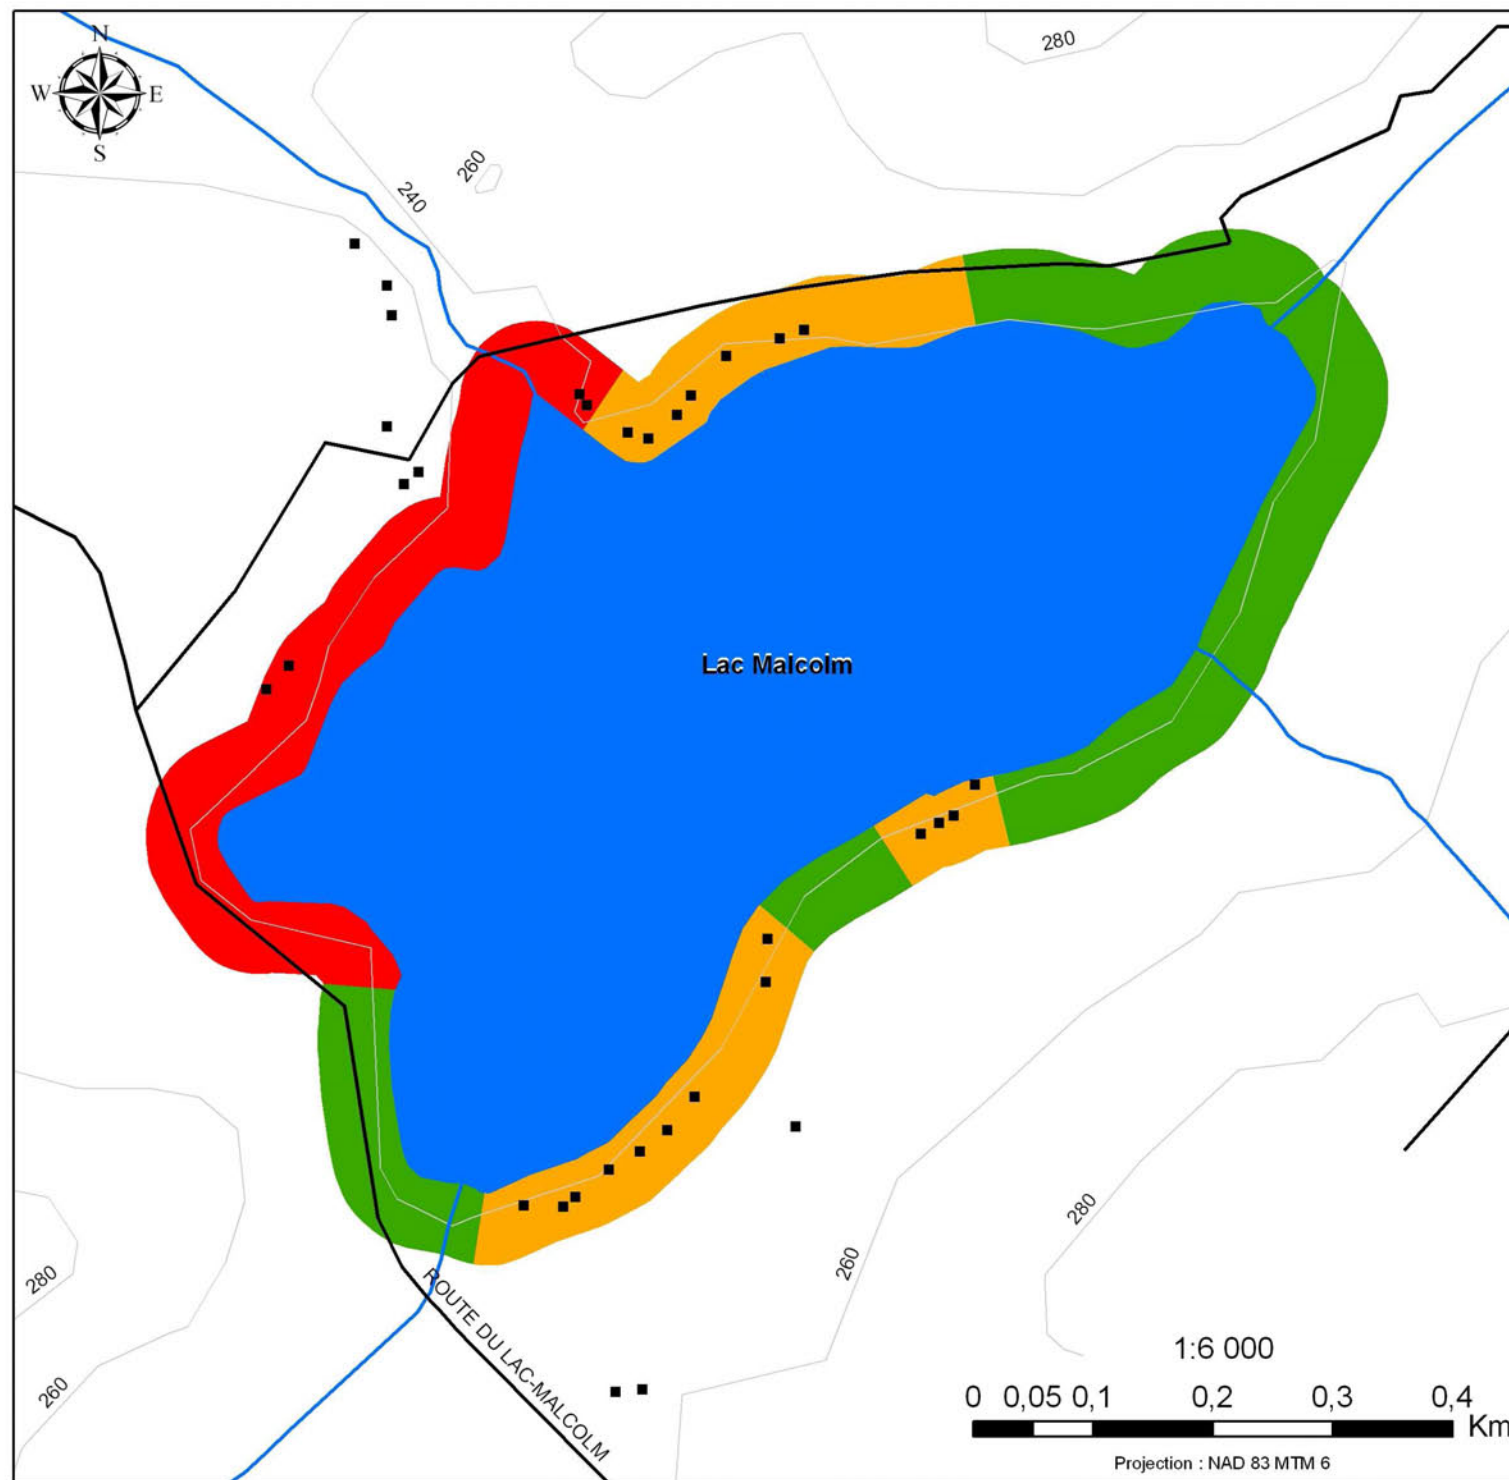 280
N
W E
S
260
240
Lac Malcolm
280
260
280
ROUTE DU LAC-MALCOLM
260
1:6 000
0 0,05 0,1 0,2 0,3 0,4
Km
Projection : NAD 83 MTM 6